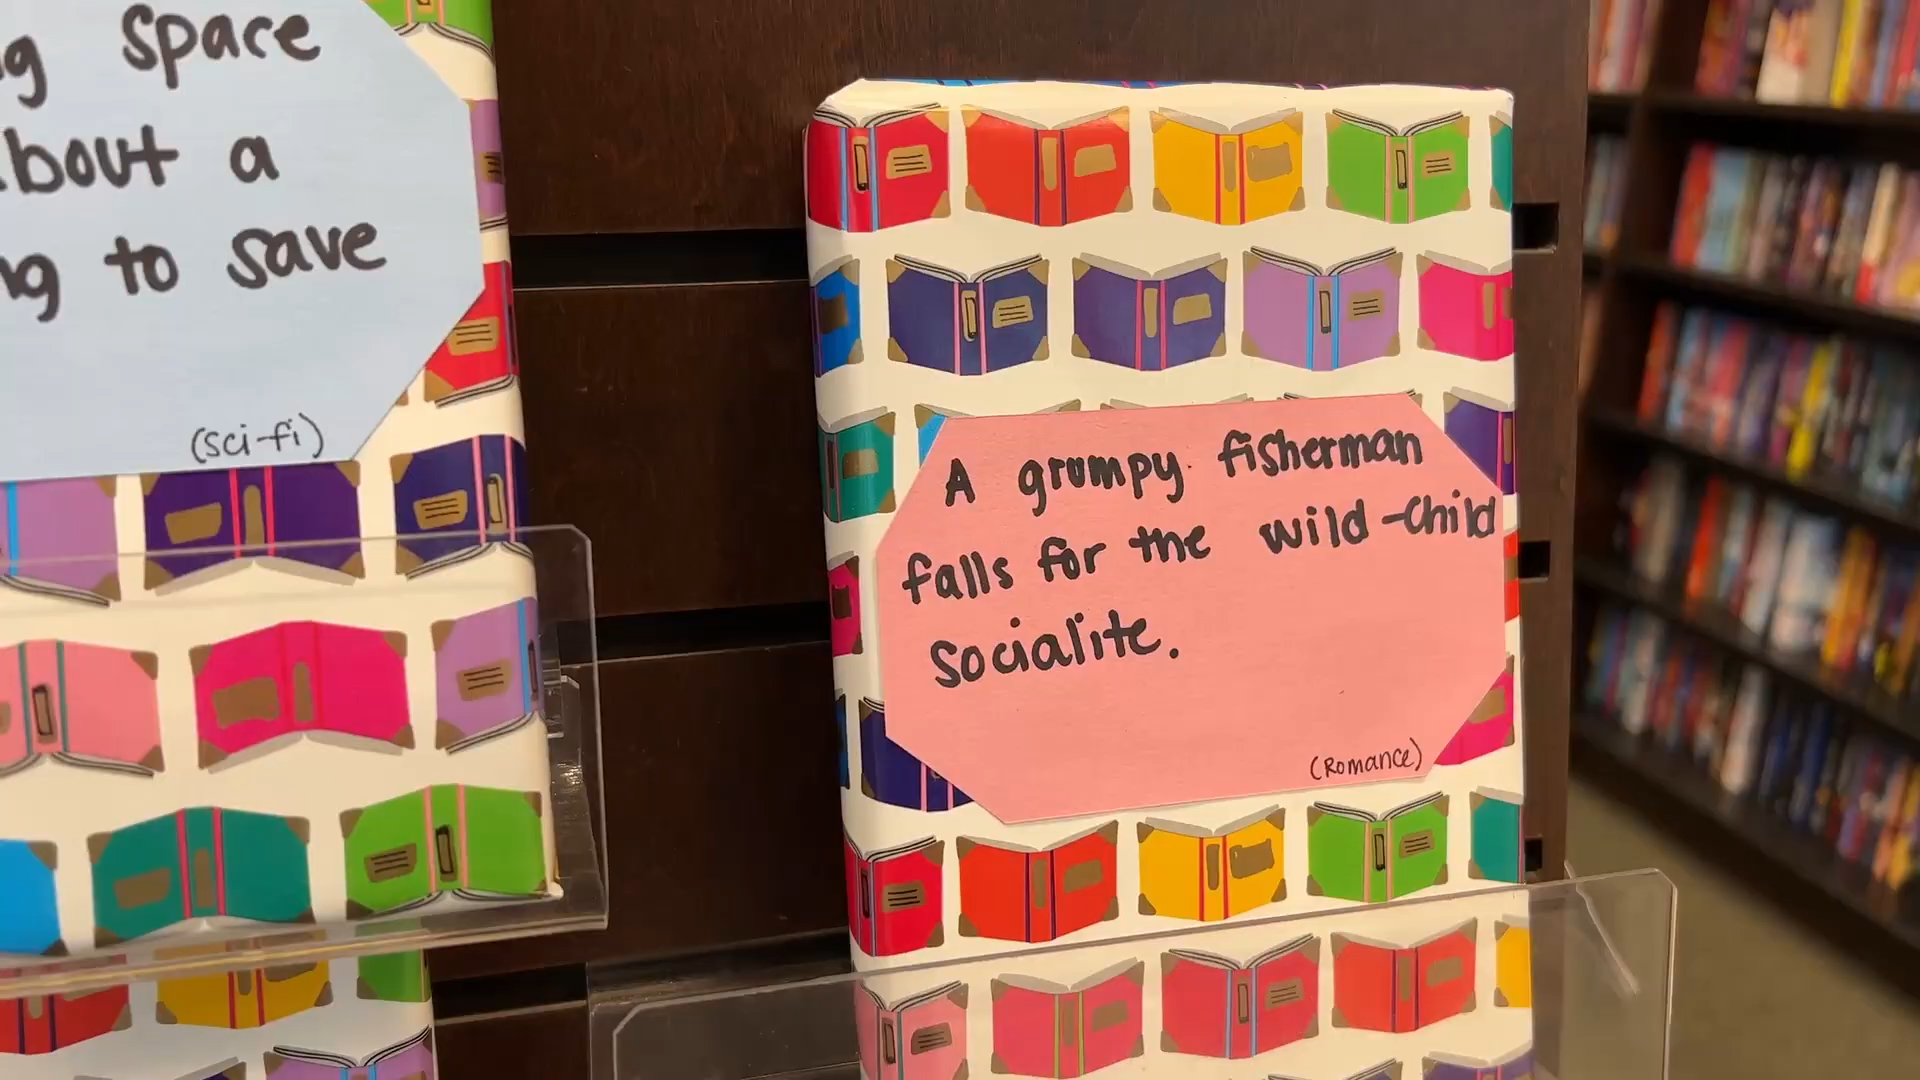 space
about a
to save
(sci-fi)
A grumpy fisherman
falls for the wild-child
socialite.
(Romance)